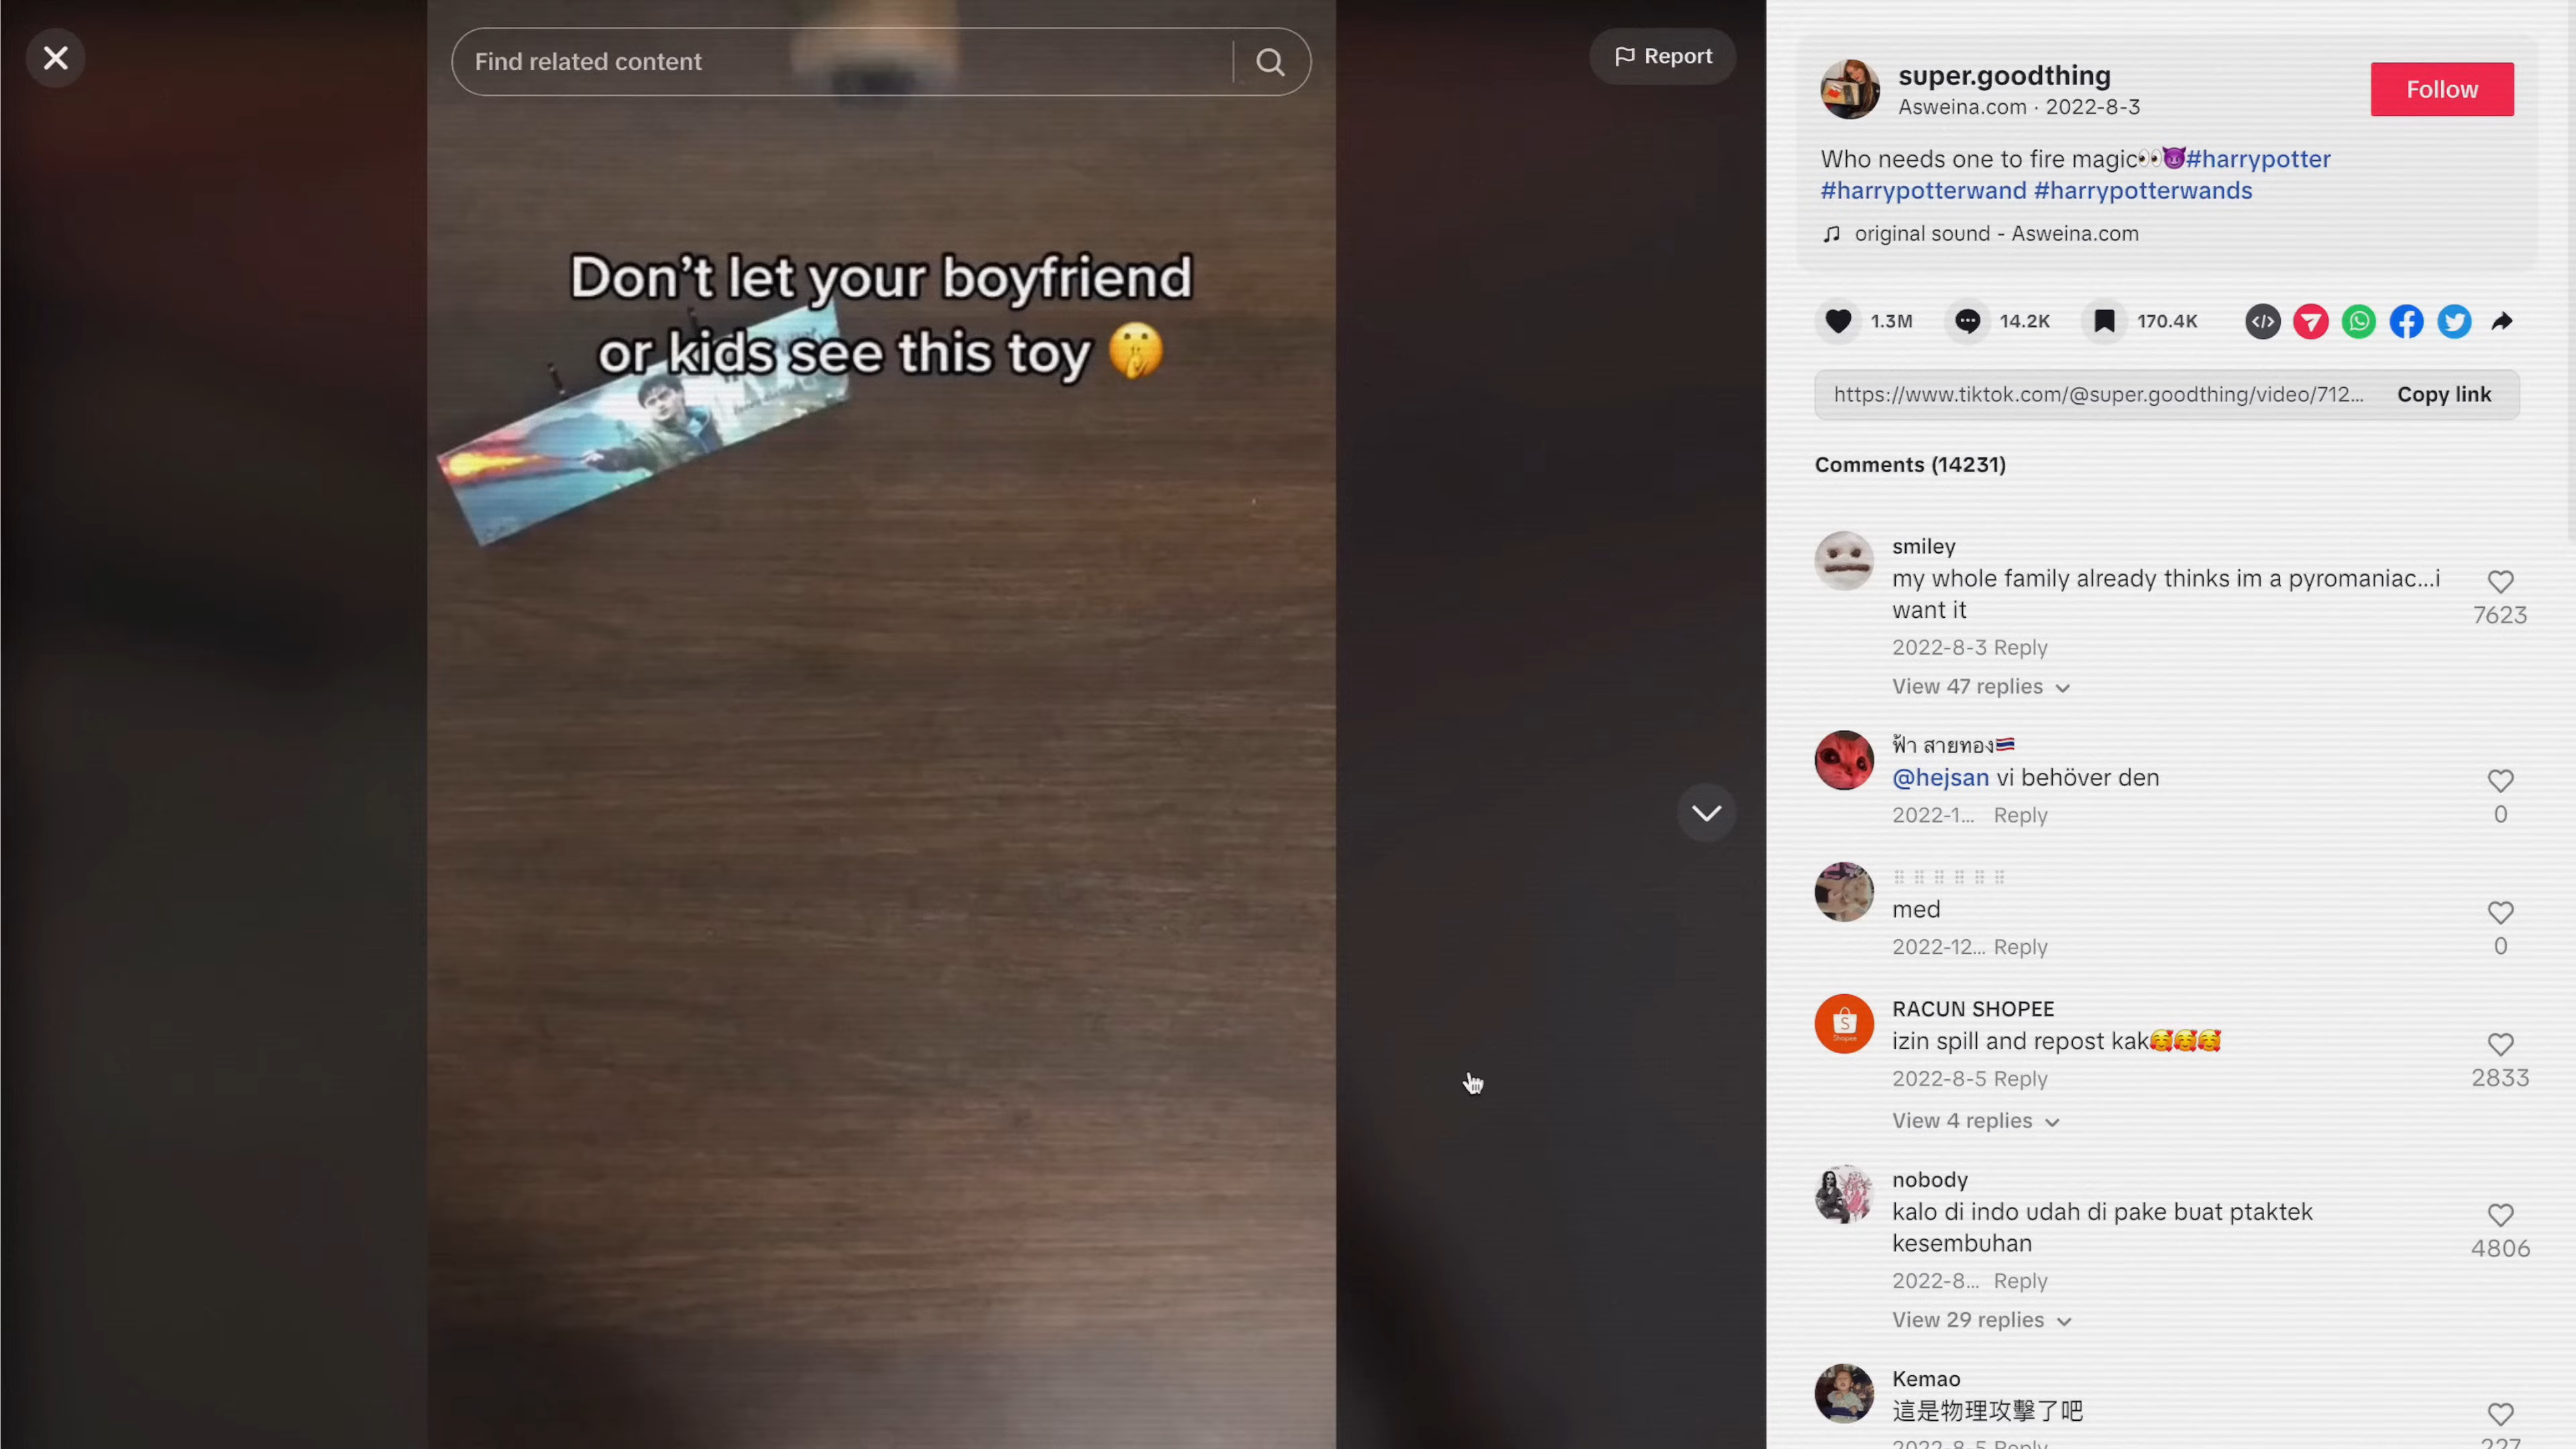 Find related content
Report
Don't let your boyfriend
or kids see this toy 🤫
super.goodthing
Asweina.com · 2022-8-3
Follow
Who needs one to fire magic👀😈#harrypotter
#harrypotterwand #harrypotterwands
original sound - Asweina.com
1.3M
14.2K
170.4K
https://www.tiktok.com/@super.goodthing/video/712...
Copy link
Comments (14231)
smiley
my whole family already thinks im a pyromaniac...i
want it
7623
2022-8-3 Reply
View 47 replies
ฟ้า สายทอง🇹🇭
@hejsan vi behöver den
2022-1... Reply
0
med
2022-12... Reply
0
RACUN SHOPEE
izin spill and repost kak🥰🥰🥰
2022-8-5 Reply
2833
View 4 replies
nobody
kalo di indo udah di pake buat ptaktek
kesembuhan
4806
2022-8... Reply
View 29 replies
Kemao
這是物理攻擊了吧
2022-8-5 Reply
227